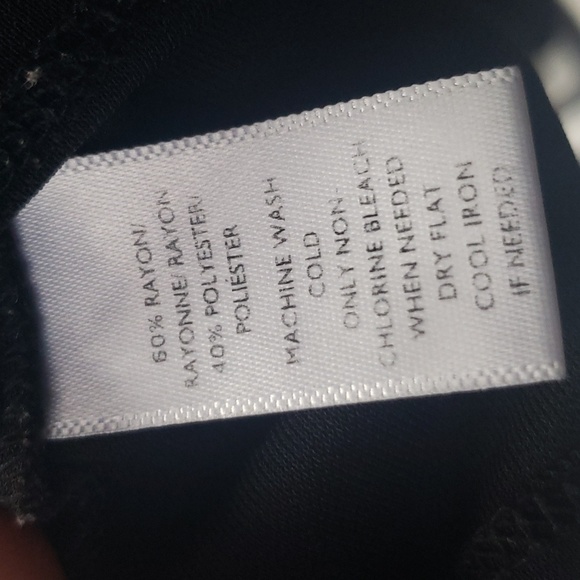 60% RAYON/
RAYONNE/RAYON
40% POLYESTER/
POLIÉSTER
MACHINE WASH
COLD
ONLY NON-
CHLORINE BLEACH
WHEN NEEDED
DRY FLAT
COOL IRON
IF NEEDED